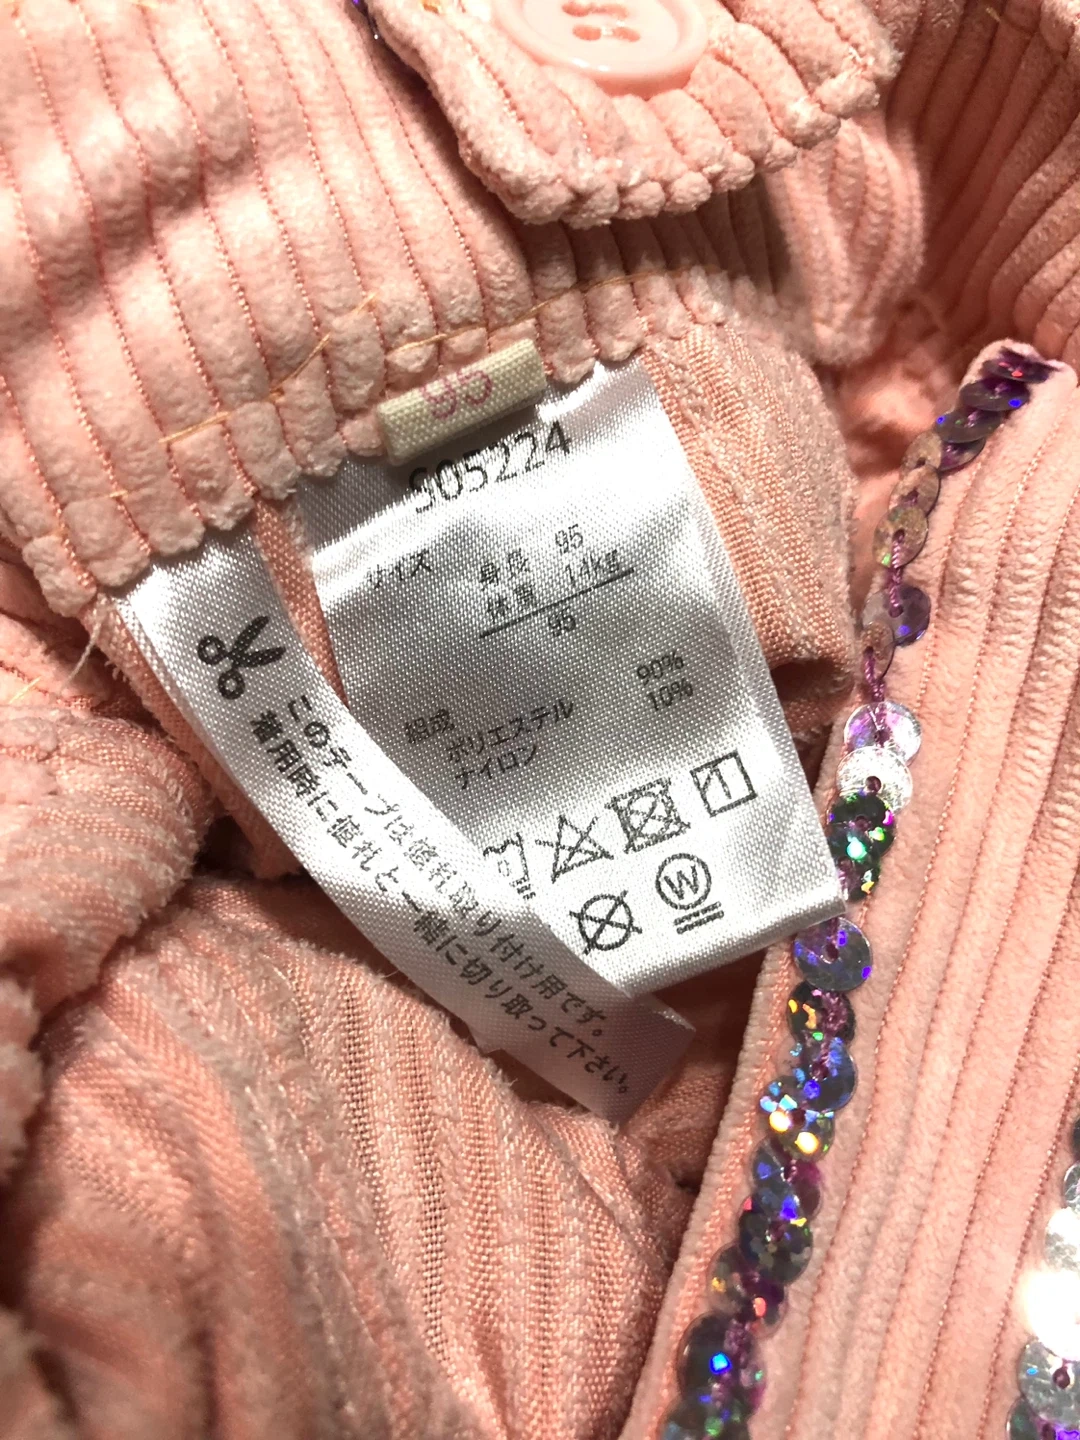 95
905224
サイズ
身長 95
体重 14kg
95
組成
ポリエステル 90%
ナイロン 10%
W
このテープは値札取り付け用です。
着用時に値札と一緒に切り取って下さい。